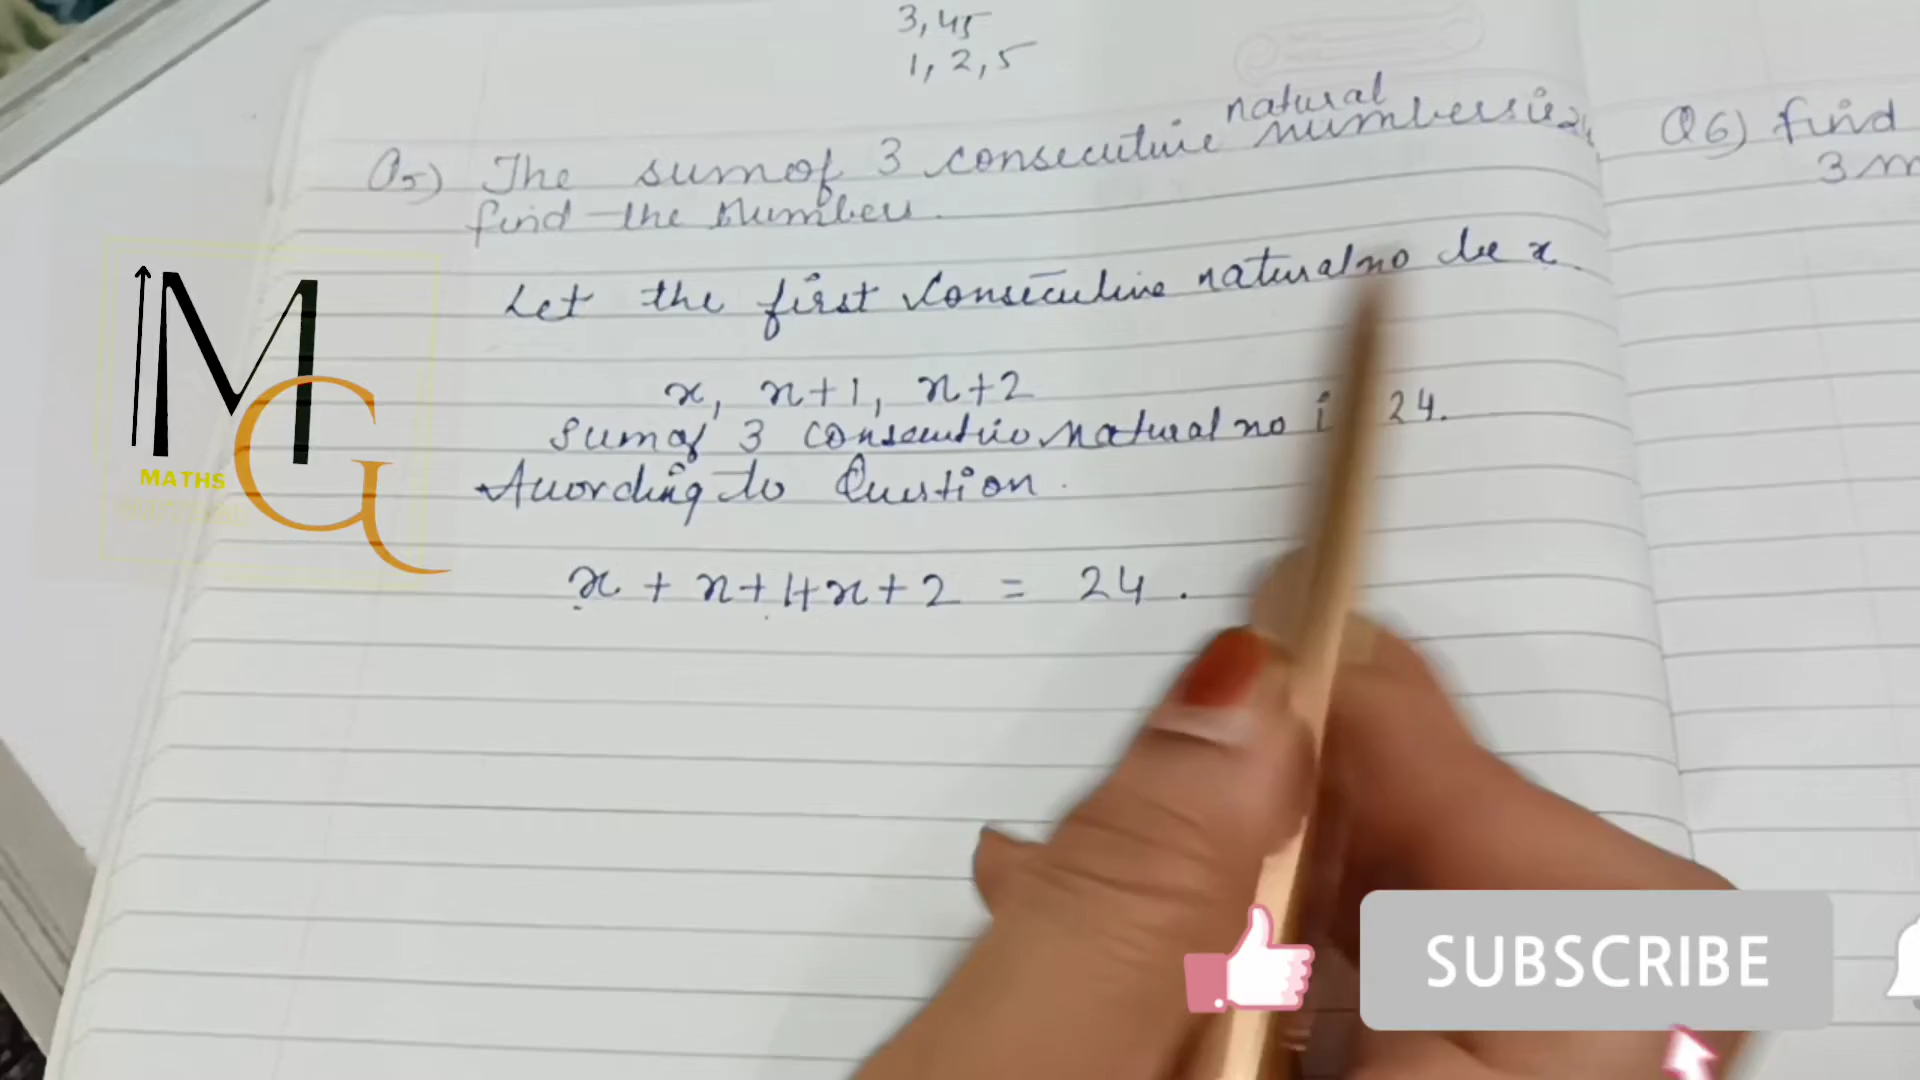 3, 45
1, 2, 5
Q5) The sum of 3 consecutive natural numbers is 24
find the number.
Let the first consecutive natural no be x.
x, x+1, x+2
Sum of 3 consecutive natural no i 24.
According to Question.
x + x+1+x+2 = 24.
Q6) find
3 m
MG
MATHS
SUBSCRIBE